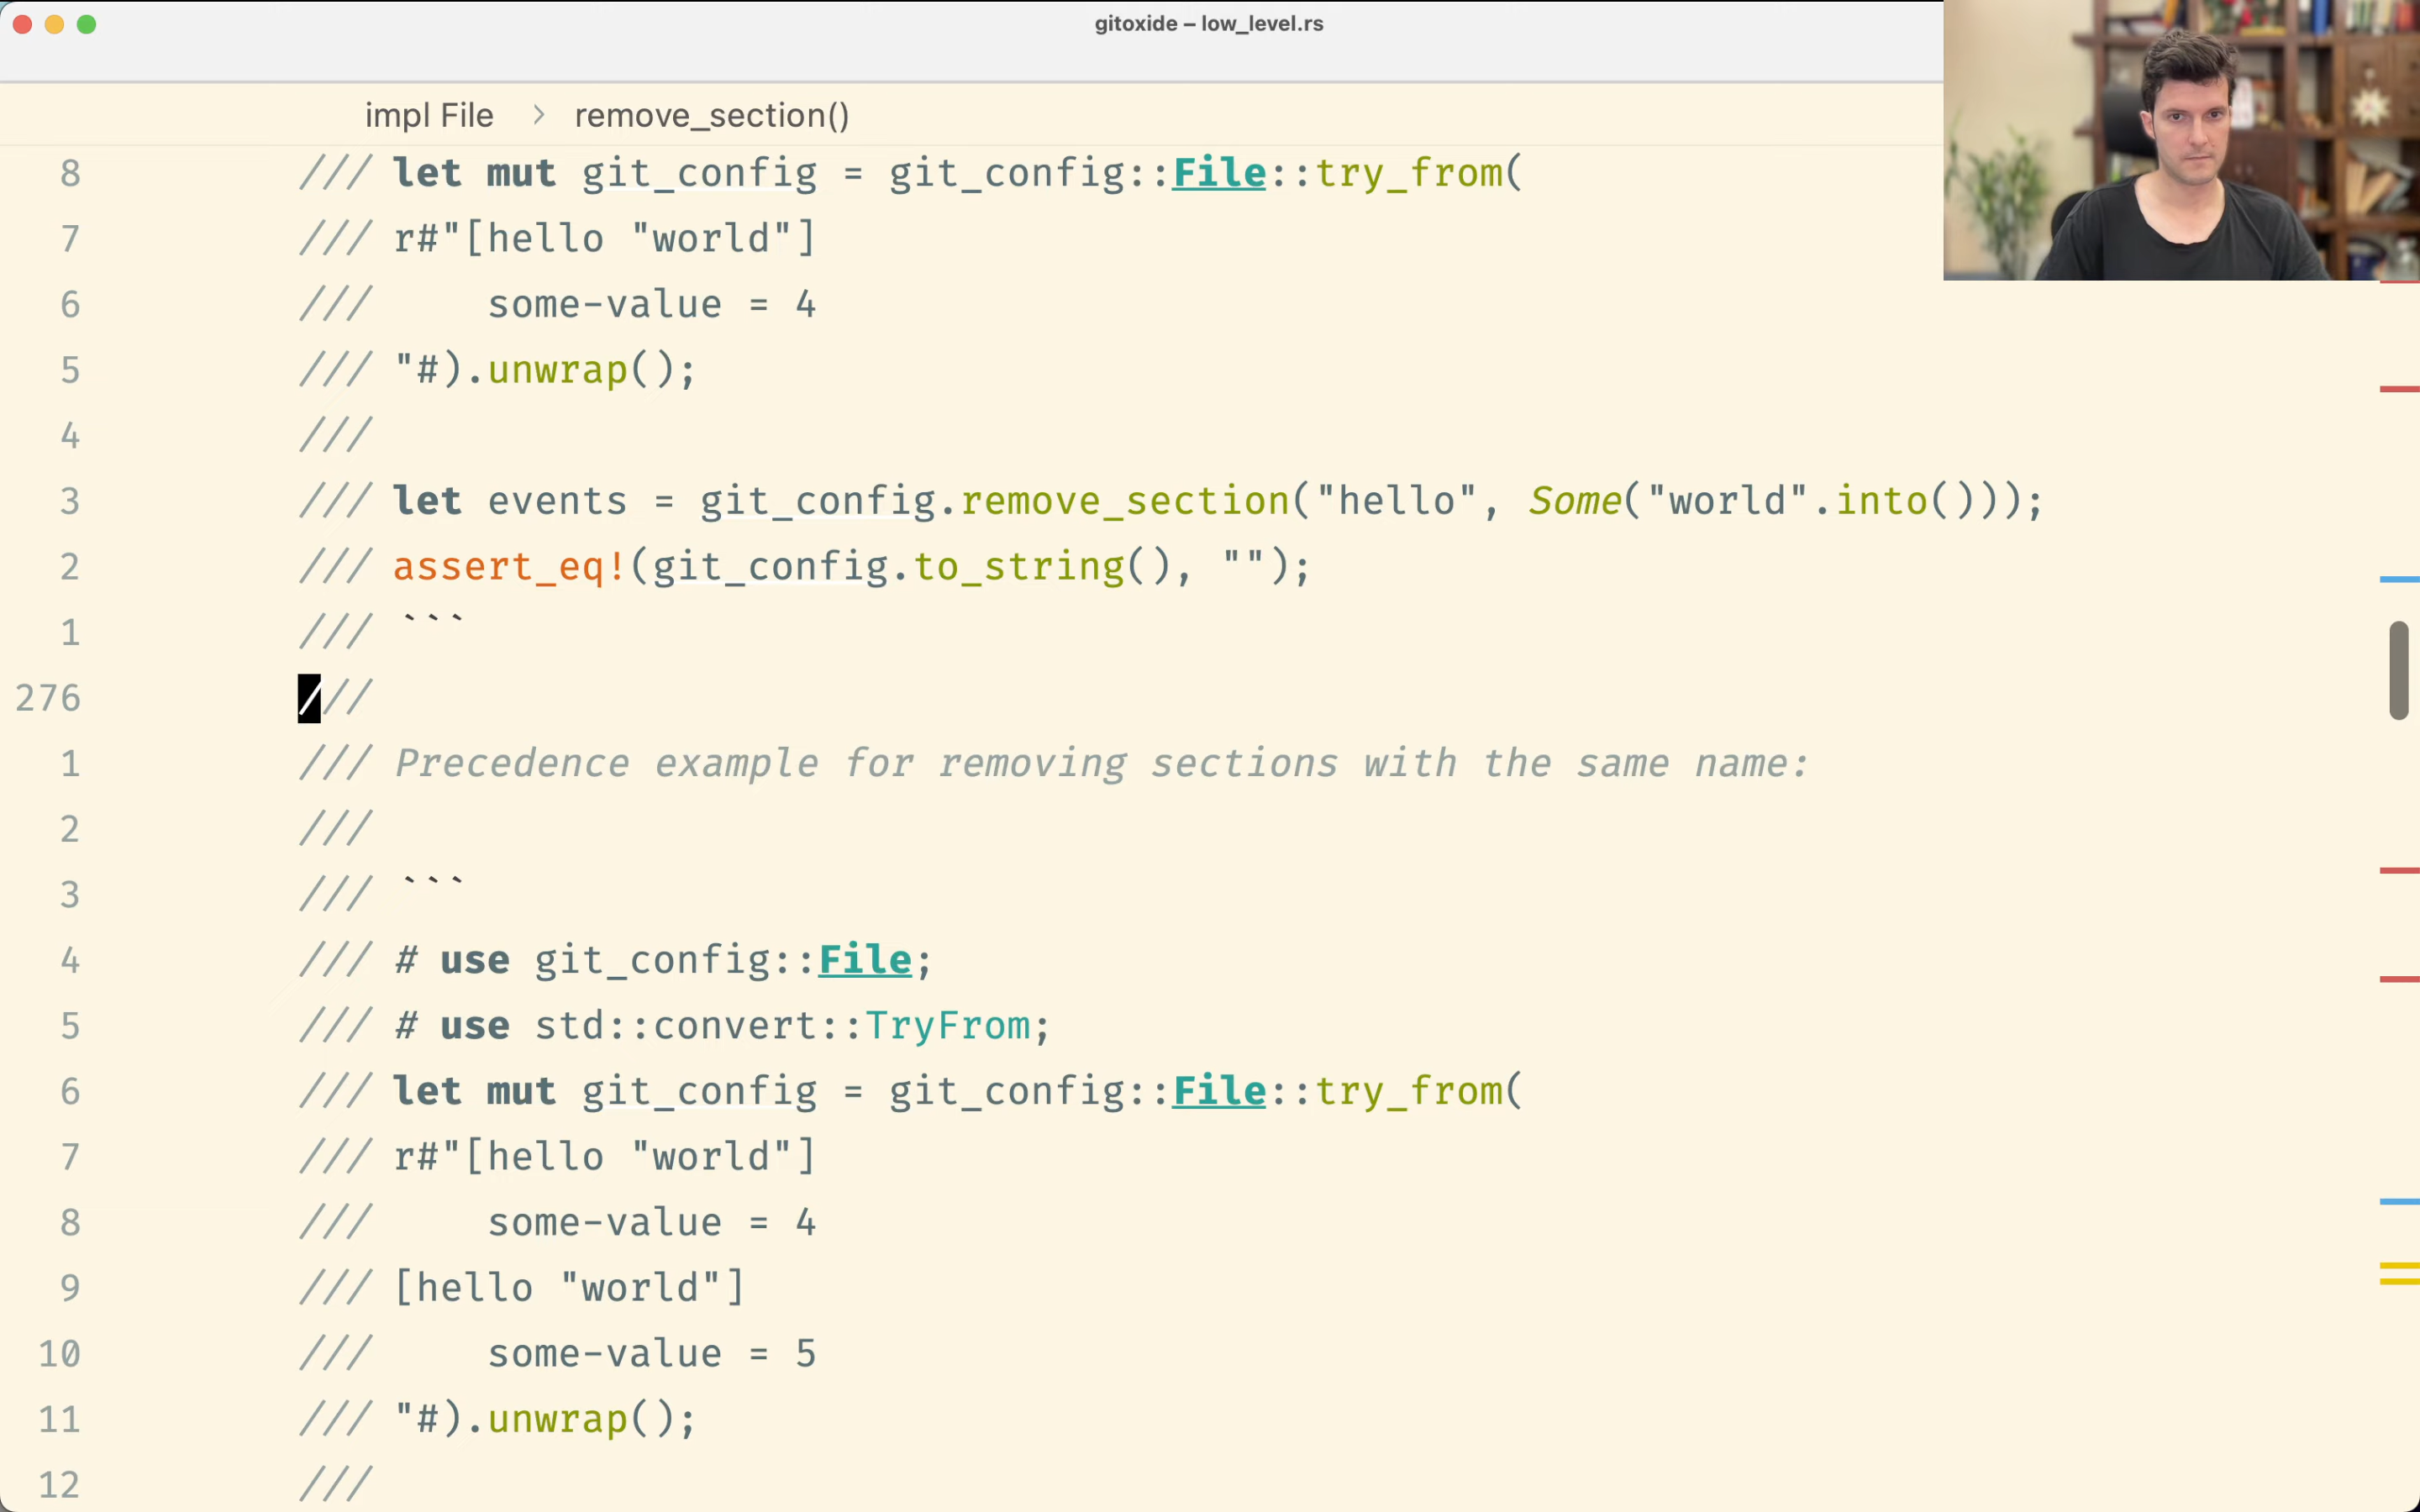 gitoxide – low_level.rs
impl File > remove_section()
8 /// let mut git_config = git_config::File::try_from(
7 /// r#"[hello "world"]
6 ///     some-value = 4
5 /// "#).unwrap();
4 ///
3 /// let events = git_config.remove_section("hello", Some("world".into()));
2 /// assert_eq!(git_config.to_string(), "");
1 /// ```
276 ///
1 /// Precedence example for removing sections with the same name:
2 ///
3 /// ```
4 /// # use git_config::File;
5 /// # use std::convert::TryFrom;
6 /// let mut git_config = git_config::File::try_from(
7 /// r#"[hello "world"]
8 ///     some-value = 4
9 /// [hello "world"]
10 ///     some-value = 5
11 /// "#).unwrap();
12 ///